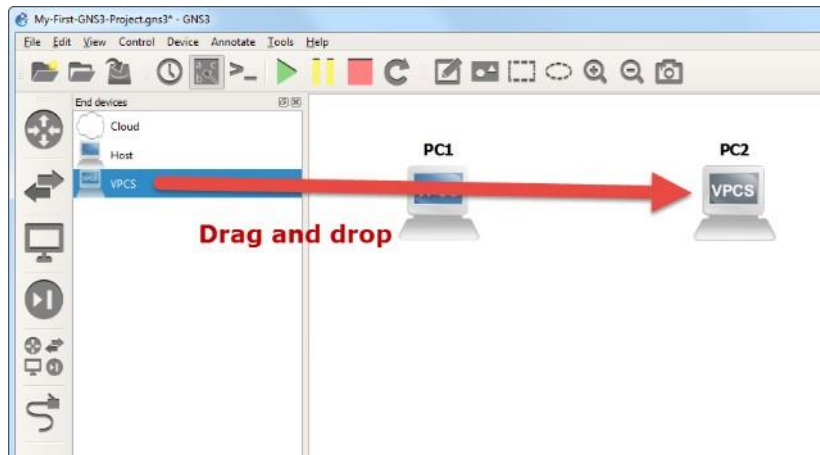 My-First-GNS3-Project.gns3* - GNS3
File Edit View Control Device Annotate Tools Help
End devices
Cloud
Host
VPCS
PC1
PC2
VPCS
Drag and drop